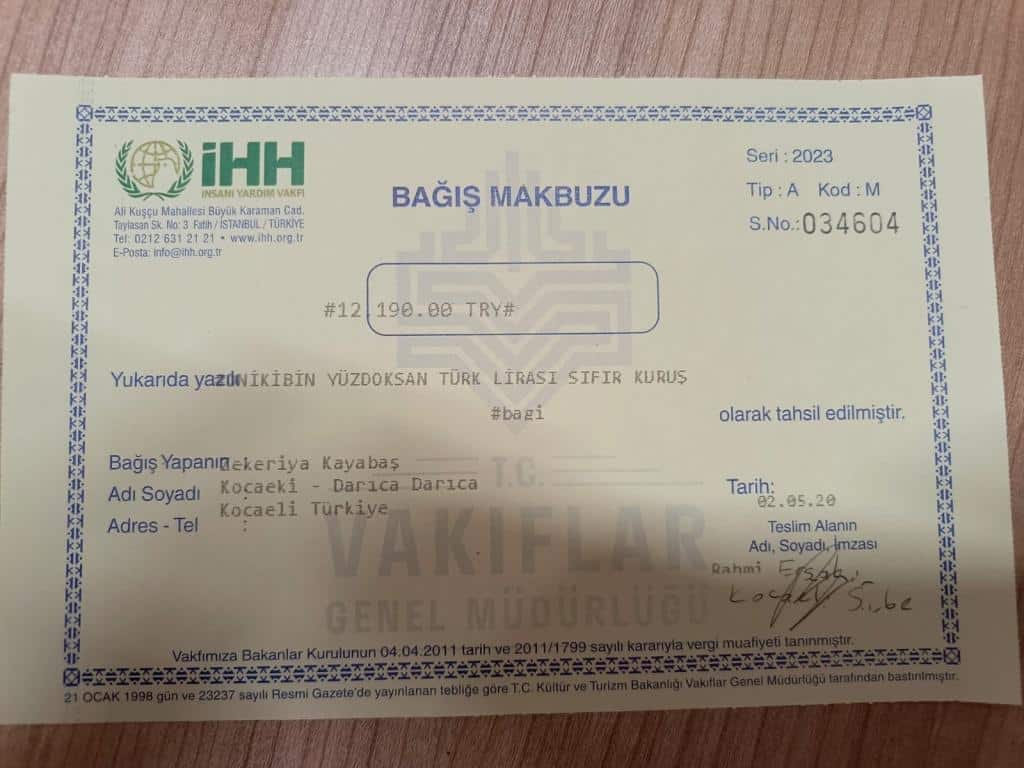 İHH
İNSANİ YARDIM VAKFI
Ali Kuşçu Mahallesi Büyük Karaman Cad.
Taylasan Sk. No: 3 Fatih / İSTANBUL / TÜRKİYE
Tel: 0212 631 21 21 • www.ihh.org.tr
E-Posta: info@ihh.org.tr
BAĞIŞ MAKBUZU
Seri : 2023
Tip : A Kod : M
S.No.: 034604
#12,190.00 TRY#
Yukarıda yazılı ONİKİBİN YÜZDOKSAN TÜRK LİRASI SIFIR KURUŞ
#bagi
olarak tahsil edilmiştir.
Bağış Yapanın Zekeriya Kayabaş
Adı Soyadı : Kocaeki - Darıca Darıca
Adres - Tel : Kocaeli Türkiye
Tarih:
02.05.20
Teslim Alanın
Adı, Soyadı, İmzası
Rahmi
T.C.
VAKIFLAR
GENEL MÜDÜRLÜĞÜ
Vakfımıza Bakanlar Kurulunun 04.04.2011 tarih ve 2011/1799 sayılı kararıyla vergi muafiyeti tanınmıştır.
21 OCAK 1998 gün ve 23237 sayılı Resmi Gazete'de yayınlanan tebliğe göre T.C. Kültür ve Turizm Bakanlığı Vakıflar Genel Müdürlüğü tarafından bastırılmıştır.